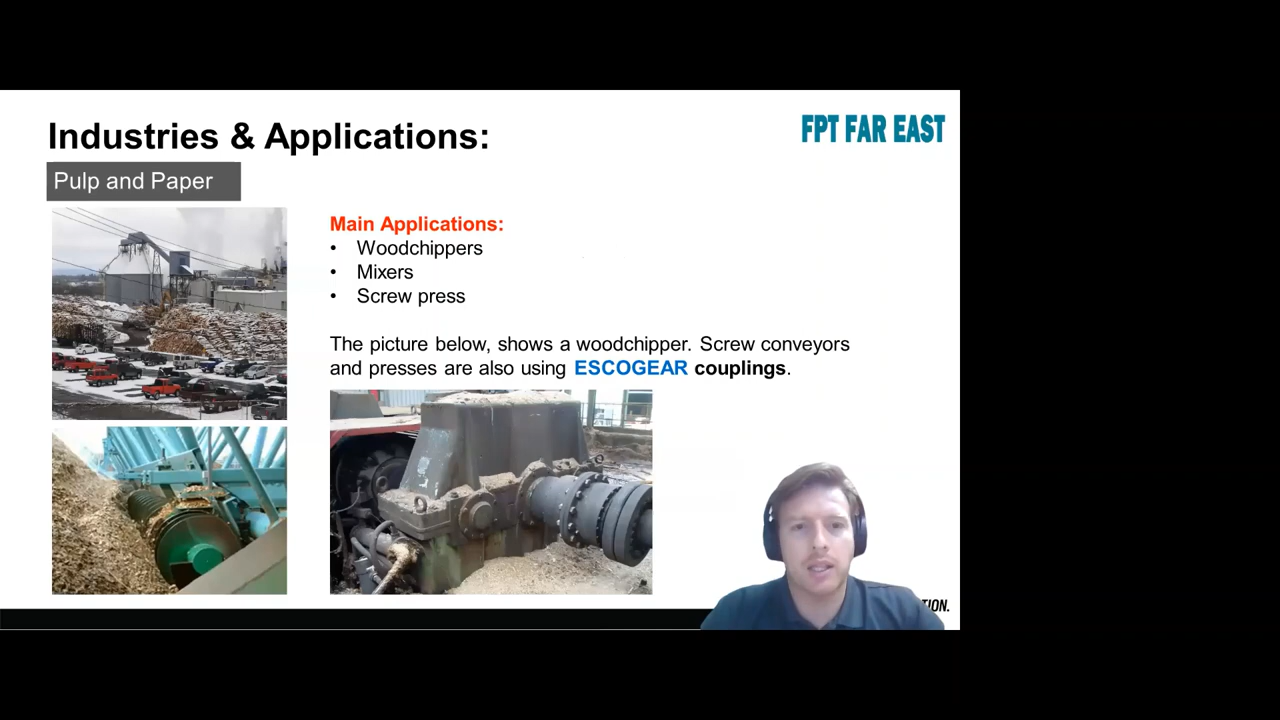 Industries & Applications:
FPT FAR EAST
Pulp and Paper
Main Applications:
• Woodchippers
• Mixers
• Screw press
The picture below, shows a woodchipper. Screw conveyors
and presses are also using ESCOGEAR couplings.